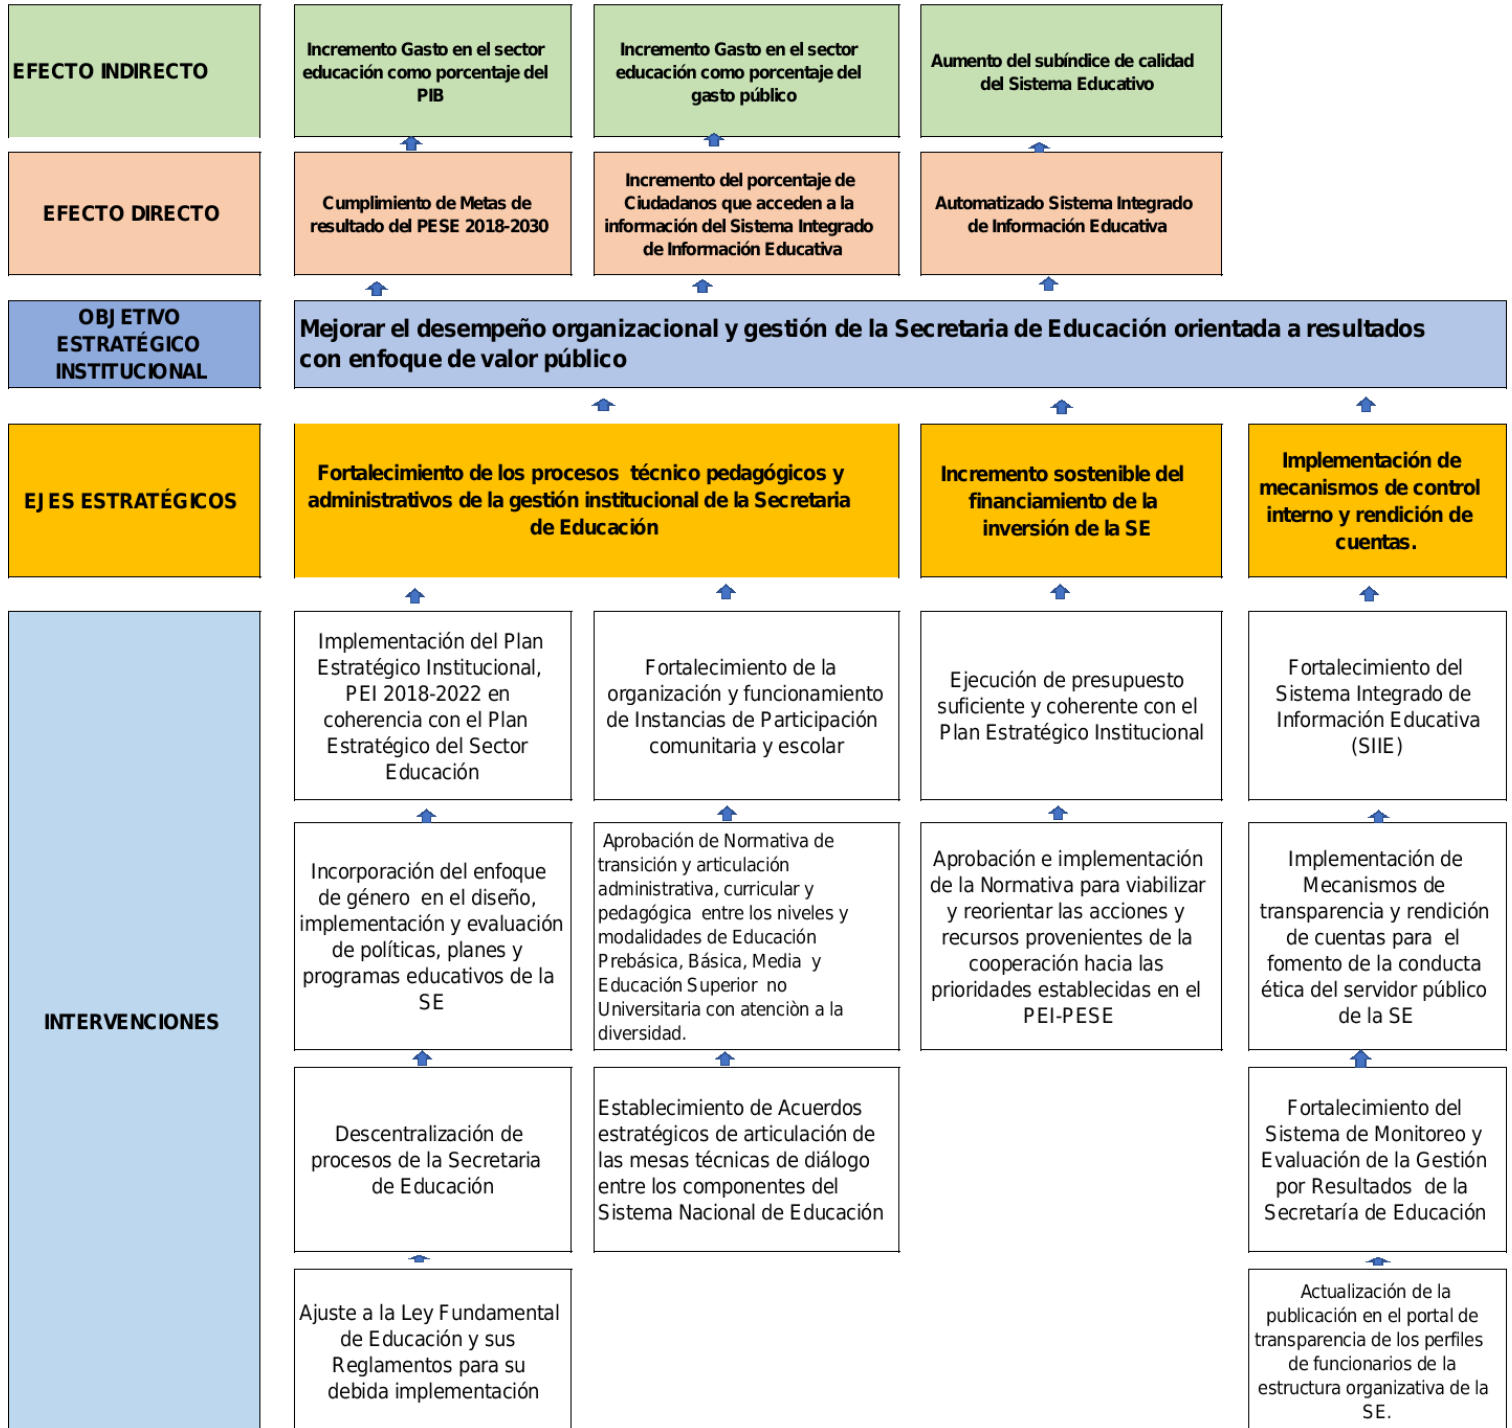 EFECTO INDIRECTO
Incremento Gasto en el sector
educación como porcentaje del
PIB
Incremento Gasto en el sector
educación como porcentaje del
gasto público
Aumento del subíndice de calidad
del Sistema Educativo
EFECTO DIRECTO
Cumplimiento de Metas de
resultado del PESE 2018-2030
Incremento del porcentaje de
Ciudadanos que acceden a la
información del Sistema Integrado
de Información Educativa
Automatizado Sistema Integrado
de Información Educativa
OBJETIVO
ESTRATÉGICO
INSTITUCIONAL
Mejorar el desempeño organizacional y gestión de la Secretaria de Educación orientada a resultados
con enfoque de valor público
EJES ESTRATÉGICOS
Fortalecimiento de los procesos técnico pedagógicos y
administrativos de la gestión institucional de la Secretaria
de Educación
Incremento sostenible del
financiamiento de la
inversión de la SE
Implementación de
mecanismos de control
interno y rendición de
cuentas.
INTERVENCIONES
Implementación del Plan
Estratégico Institucional,
PEI 2018-2022 en
coherencia con el Plan
Estratégico del Sector
Educación
Fortalecimiento de la
organización y funcionamiento
de Instancias de Participación
comunitaria y escolar
Ejecución de presupuesto
suficiente y coherente con el
Plan Estratégico Institucional
Fortalecimiento del
Sistema Integrado de
Información Educativa
(SIIE)
Incorporación del enfoque
de género en el diseño,
implementación y evaluación
de políticas, planes y
programas educativos de la
SE
Aprobación de Normativa de
transición y articulación
administrativa, curricular y
pedagógica entre los niveles y
modalidades de Educación
Prebásica, Básica, Media y
Educación Superior no
Universitaria con atenciòn a la
diversidad.
Aprobación e implementación
de la Normativa para viabilizar
y reorientar las acciones y
recursos provenientes de la
cooperación hacia las
prioridades establecidas en el
PEI-PESE
Implementación de
Mecanismos de
transparencia y rendición
de cuentas para el
fomento de la conducta
ética del servidor público
de la SE
Descentralización de
procesos de la Secretaria
de Educación
Establecimiento de Acuerdos
estratégicos de articulación de
las mesas técnicas de diálogo
entre los componentes del
Sistema Nacional de Educación
Fortalecimiento del
Sistema de Monitoreo y
Evaluación de la Gestión
por Resultados de la
Secretaría de Educación
Ajuste a la Ley Fundamental
de Educación y sus
Reglamentos para su
debida implementación
Actualización de la
publicación en el portal de
transparencia de los perfiles
de funcionarios de la
estructura organizativa de la
SE.